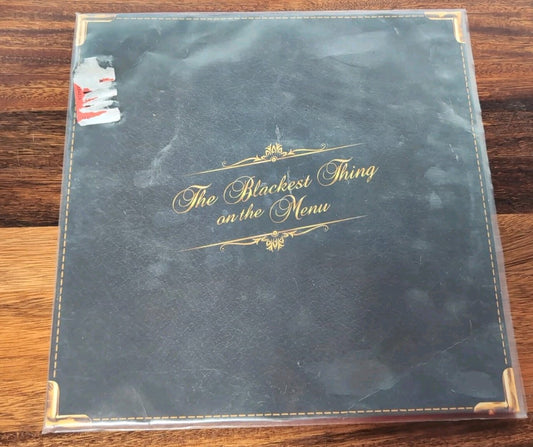 The Blackest Thing
on the Menu